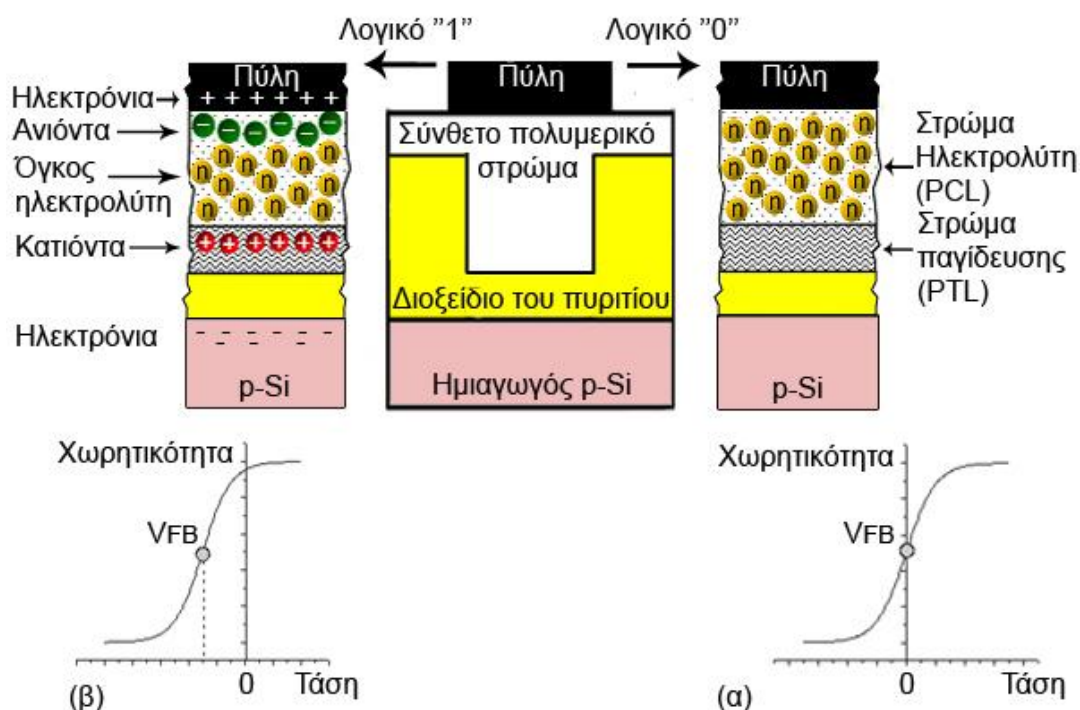 Λογικό "1"
Λογικό "0"
Πύλη
+ + + + + +
Ηλεκτρόνια
Ανιόντα
− − − − − −
Όγκος
ηλεκτρολύτη
n n n n n n n n n n n n n
Κατιόντα
+ + + + + +
Ηλεκτρόνια
p-Si
Σύνθετο πολυμερικό
στρώμα
Διοξείδιο του πυριτίου
Ημιαγωγός p-Si
Πύλη
n n n n n n n n n n n n n n n n n
Στρώμα
Ηλεκτρολύτη
(PCL)
Στρώμα
παγίδευσης
(PTL)
p-Si
Χωρητικότητα
VFB
0 Τάση
(β)
Χωρητικότητα
VFB
0 Τάση
(α)